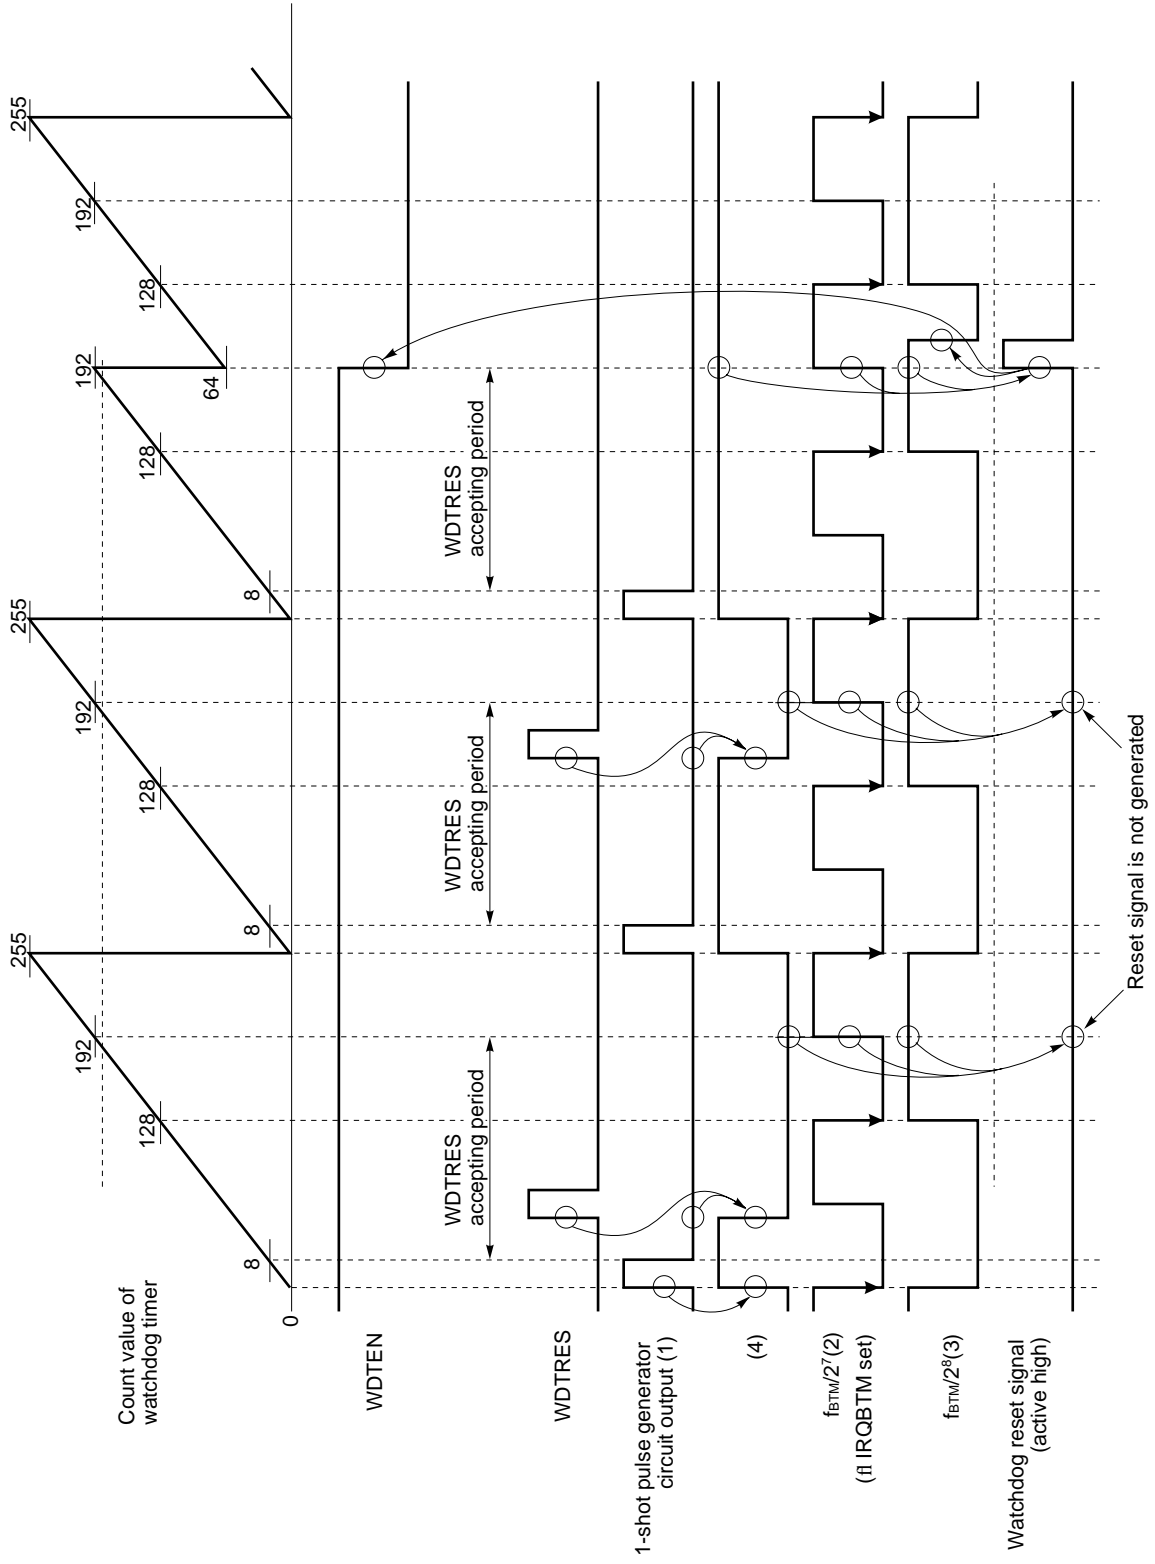 255
255
255
192
192
192
192
Count value of
watchdog timer
128
128
128
128
64
8
8
8
0
WDTEN
WDTRES
accepting period
WDTRES
accepting period
WDTRES
accepting period
WDTRES
1-shot pulse generator
circuit output (1)
(4)
fBTM/2⁷(2)
(fl IRQBTM set)
fBTM/2⁸(3)
Watchdog reset signal
(active high)
Reset signal is not generated